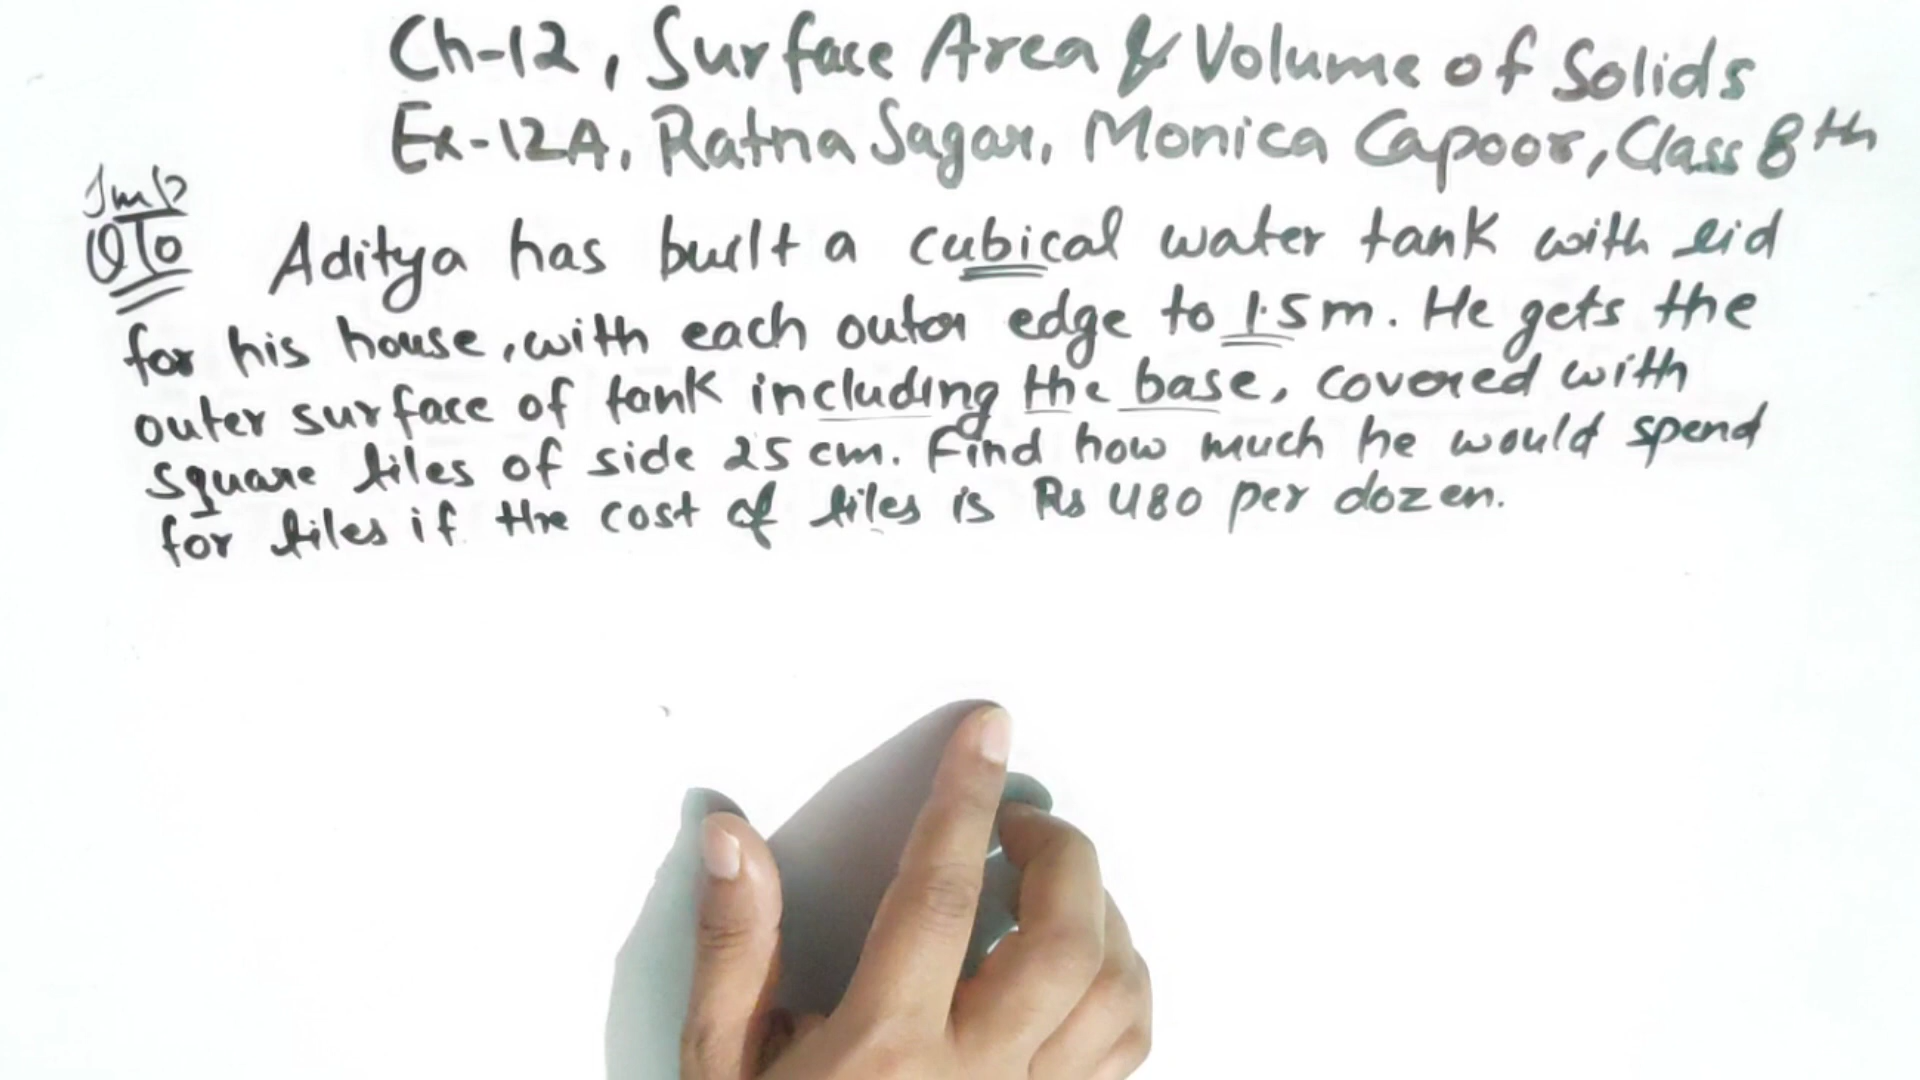 Ch-12, Surface Area & Volume of Solids
Ex-12A, Ratna Sagar, Monica Capoor, Class 8th
Imp
Q10 Aditya has built a cubical water tank with lid
for his house, with each outer edge to 1.5m. He gets the
outer surface of tank including the base, covered with
square tiles of side 25 cm. Find how much he would spend
for tiles if the cost of tiles is Rs 480 per dozen.